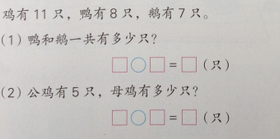 鸡有11只，鸭有8只，鹅有7只。
(1) 鸭和鹅一共有多少只？
□○□=□(只)
(2) 公鸡有5只，母鸡有多少只？
□○□=□(只)